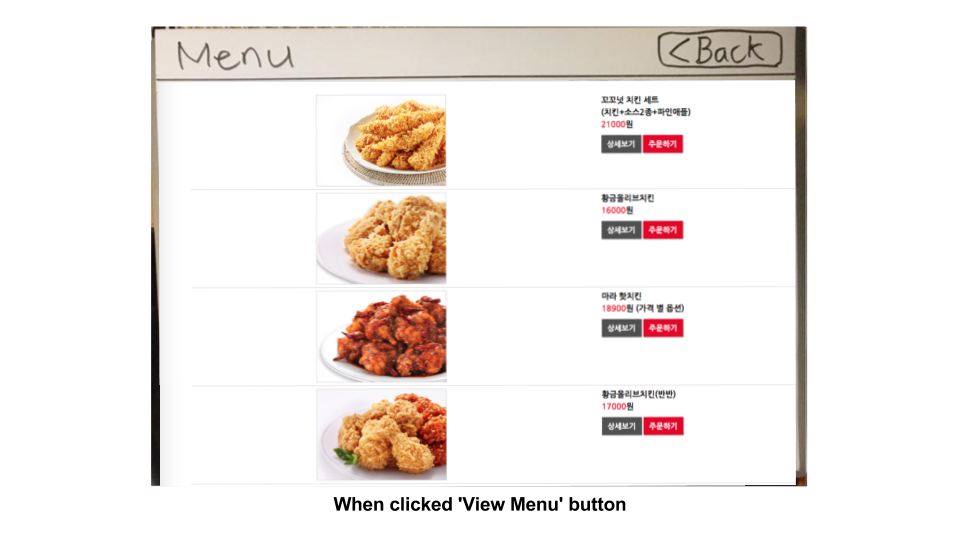 Menu
<Back
꼬꼬넛 치킨 세트
(치킨+소스2종+파인애플)
21000원
상세보기 주문하기
황금올리브치킨
16000원
상세보기 주문하기
마라 핫치킨
18900원 (가격 별 옵션)
상세보기 주문하기
황금올리브치킨(반반)
17000원
상세보기 주문하기
When clicked 'View Menu' button